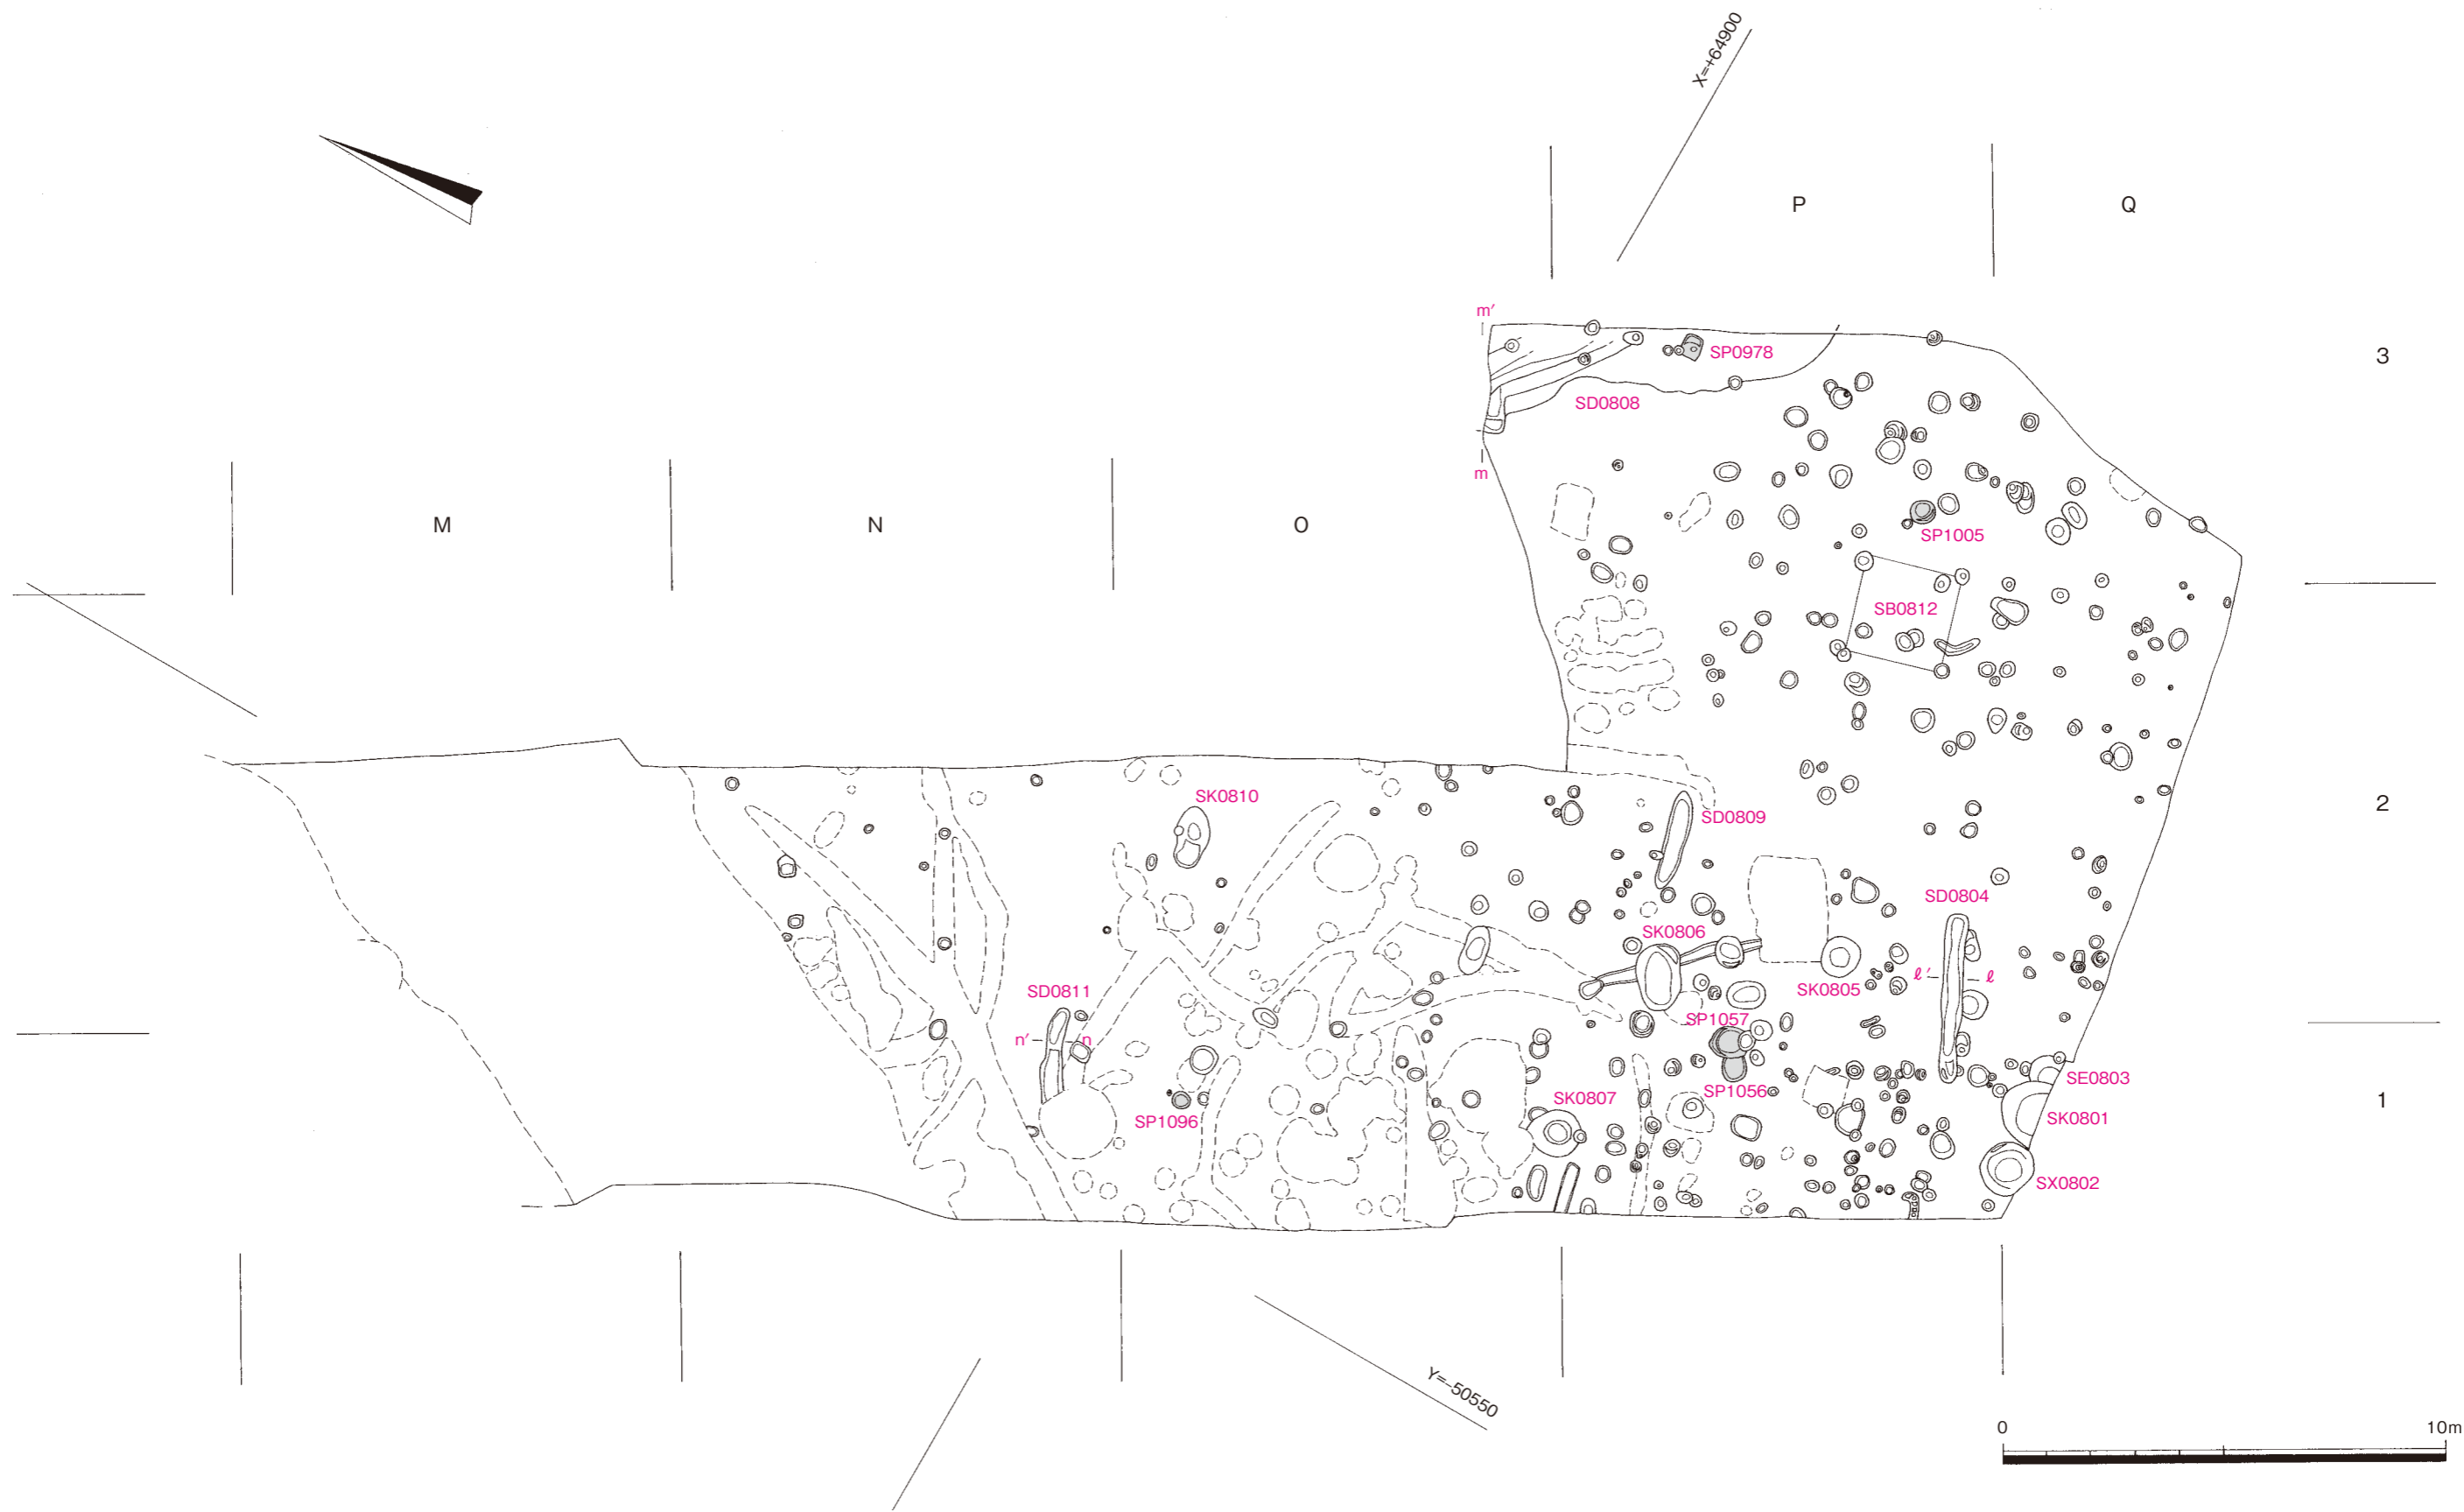 X=+64900
P
Q
m′
SP0978
3
SD0808
m
M
N
O
SP1005
SB0812
SK0810
2
SD0809
SD0804
SK0806
ℓ′
ℓ
SK0805
SD0811
SP1057
n′
n
SE0803
SP1056
SK0807
1
SK0801
SP1096
SX0802
Y=-50550
0
10m